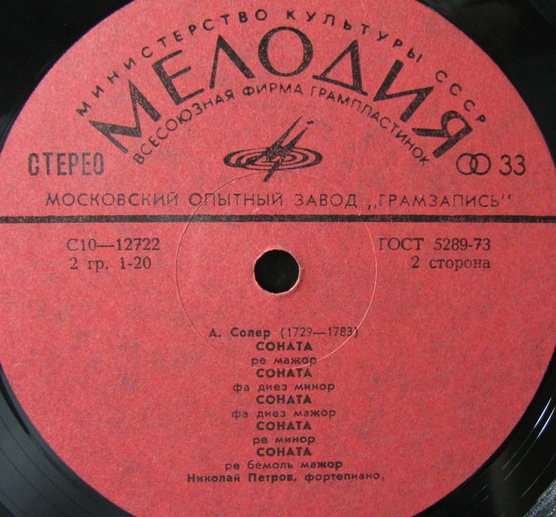 МИНИСТЕРСТВО КУЛЬТУРЫ СССР
МЕЛОДИЯ
ВСЕСОЮЗНАЯ ФИРМА ГРАМПЛАСТИНОК
СТЕРЕО
33
МОСКОВСКИЙ ОПЫТНЫЙ ЗАВОД „ГРАМЗАПИСЬ"
С10—12722
ГОСТ 5289-73
2 гр. 1-20
2 сторона
А. Солер (1729—1783)
СОНАТА
ре мажор
СОНАТА
фа диез минор
СОНАТА
фа диез мажор
СОНАТА
ре минор
СОНАТА
ре бемоль мажор
Николай Петров, фортепиано